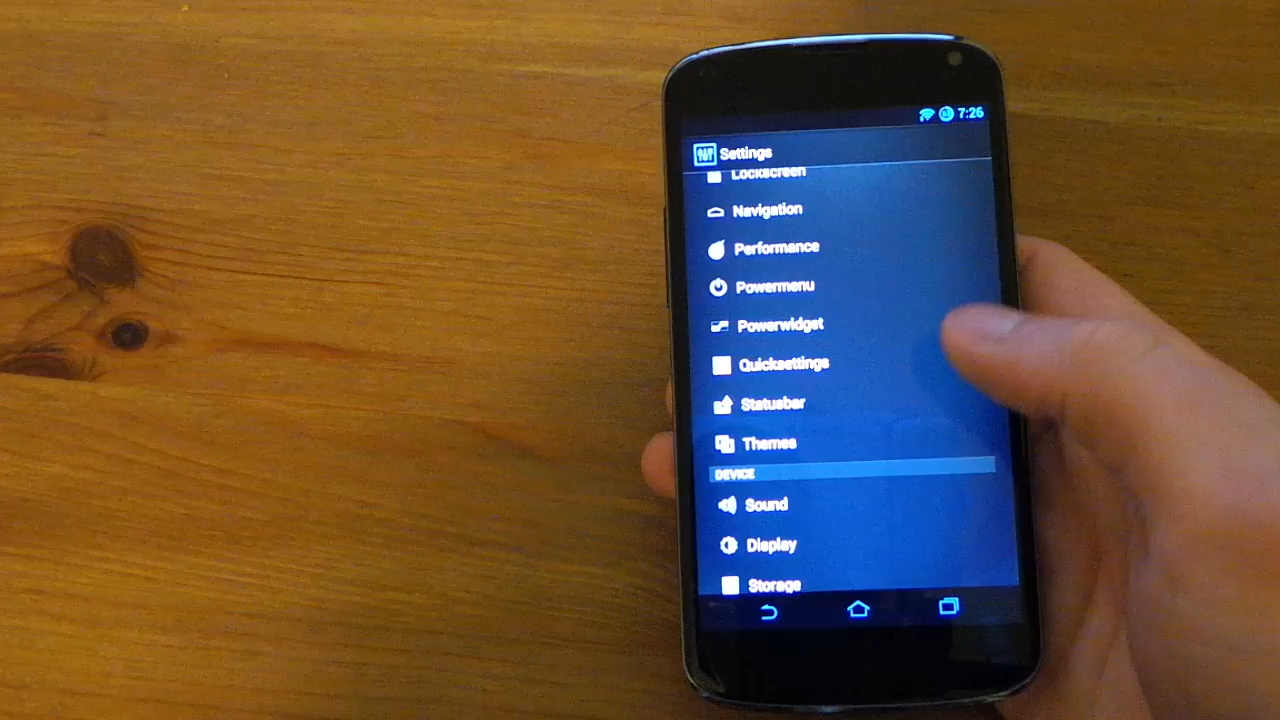 7:26
Settings
Lockscreen
Navigation
Performance
Powermenu
Powerwidget
Quicksettings
Statusbar
Themes
DEVICE
Sound
Display
Storage